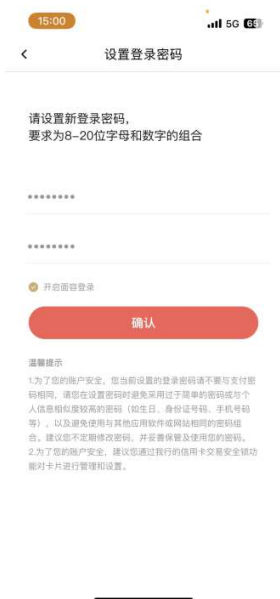 15:00
5G 69
设置登录密码
请设置新登录密码，
要求为8-20位字母和数字的组合
••••••••
••••••••
开启面容登录
确认
温馨提示
1.为了您的账户安全，您当前设置的登录密码请不要与支付密
码相同，请您在设置密码时避免采用过于简单的密码或与个
人信息相似度较高的密码（如生日、身份证号码、手机号码
等），以及避免使用与其他应用软件或网站相同的密码组
合。建议您不定期修改密码，并妥善保管及使用您的密码。
2.为了您的账户安全，建议您通过我行的信用卡交易安全锁功
能对卡片进行管理和设置。